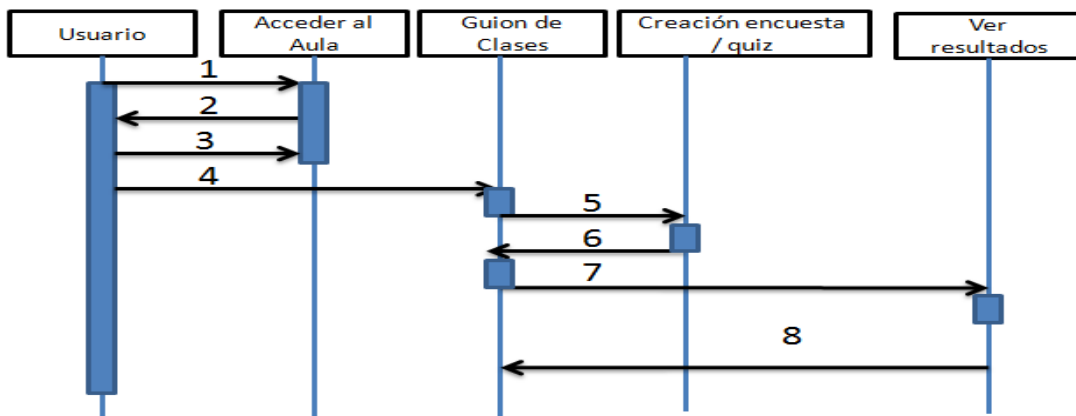 Usuario
Acceder al
Aula
Guion de
Clases
Creación encuesta
/ quiz
Ver
resultados
1
2
3
4
5
6
7
8